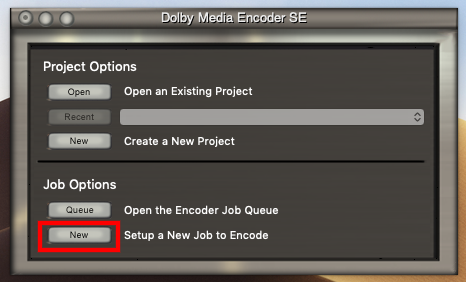 Dolby Media Encoder SE
Project Options
Open Open an Existing Project
Recent
New Create a New Project
Job Options
Queue Open the Encoder Job Queue
New Setup a New Job to Encode